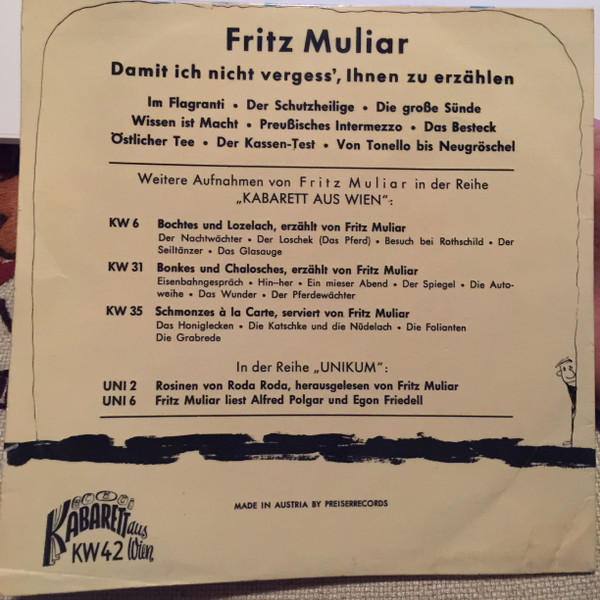 Fritz Muliar
Damit ich nicht vergess', Ihnen zu erzählen
Im Flagranti • Der Schutzheilige • Die große Sünde
Wissen ist Macht • Preußisches Intermezzo • Das Besteck
Östlicher Tee • Der Kassen-Test • Von Tonello bis Neugröschel
Weitere Aufnahmen von Fritz Muliar in der Reihe
„KABARETT AUS WIEN":
KW 6 Bochtes und Lozelach, erzählt von Fritz Muliar
Der Nachtwächter • Der Loschek (Das Pferd) • Besuch bei Rothschild • Der
Seiltänzer • Das Glasauge
KW 31 Bonkes und Chalosches, erzählt von Fritz Muliar
Eisenbahngespräch • Hin–her • Ein mieser Abend • Der Spiegel • Die Auto-
weihe • Das Wunder • Der Pferdewächter
KW 35 Schmonzes à la Carte, serviert von Fritz Muliar
Das Honiglecken • Die Katschke und die Nüdelach • Die Folianten
Die Grabrede
In der Reihe „UNIKUM":
UNI 2 Rosinen von Roda Roda, herausgelesen von Fritz Muliar
UNI 6 Fritz Muliar liest Alfred Polgar und Egon Friedell
MADE IN AUSTRIA BY PREISERRECORDS
KABARETT aus
KW 42 Wien